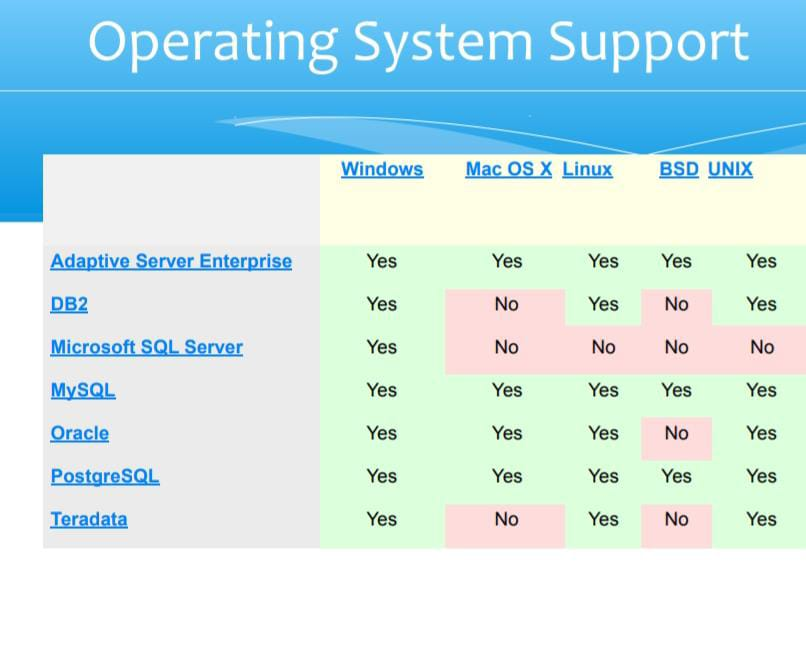 Operating System Support
Windows Mac OS X Linux BSD UNIX
Adaptive Server Enterprise Yes Yes Yes Yes Yes
DB2 Yes No Yes No Yes
Microsoft SQL Server Yes No No No No
MySQL Yes Yes Yes Yes Yes
Oracle Yes Yes Yes No Yes
PostgreSQL Yes Yes Yes Yes Yes
Teradata Yes No Yes No Yes